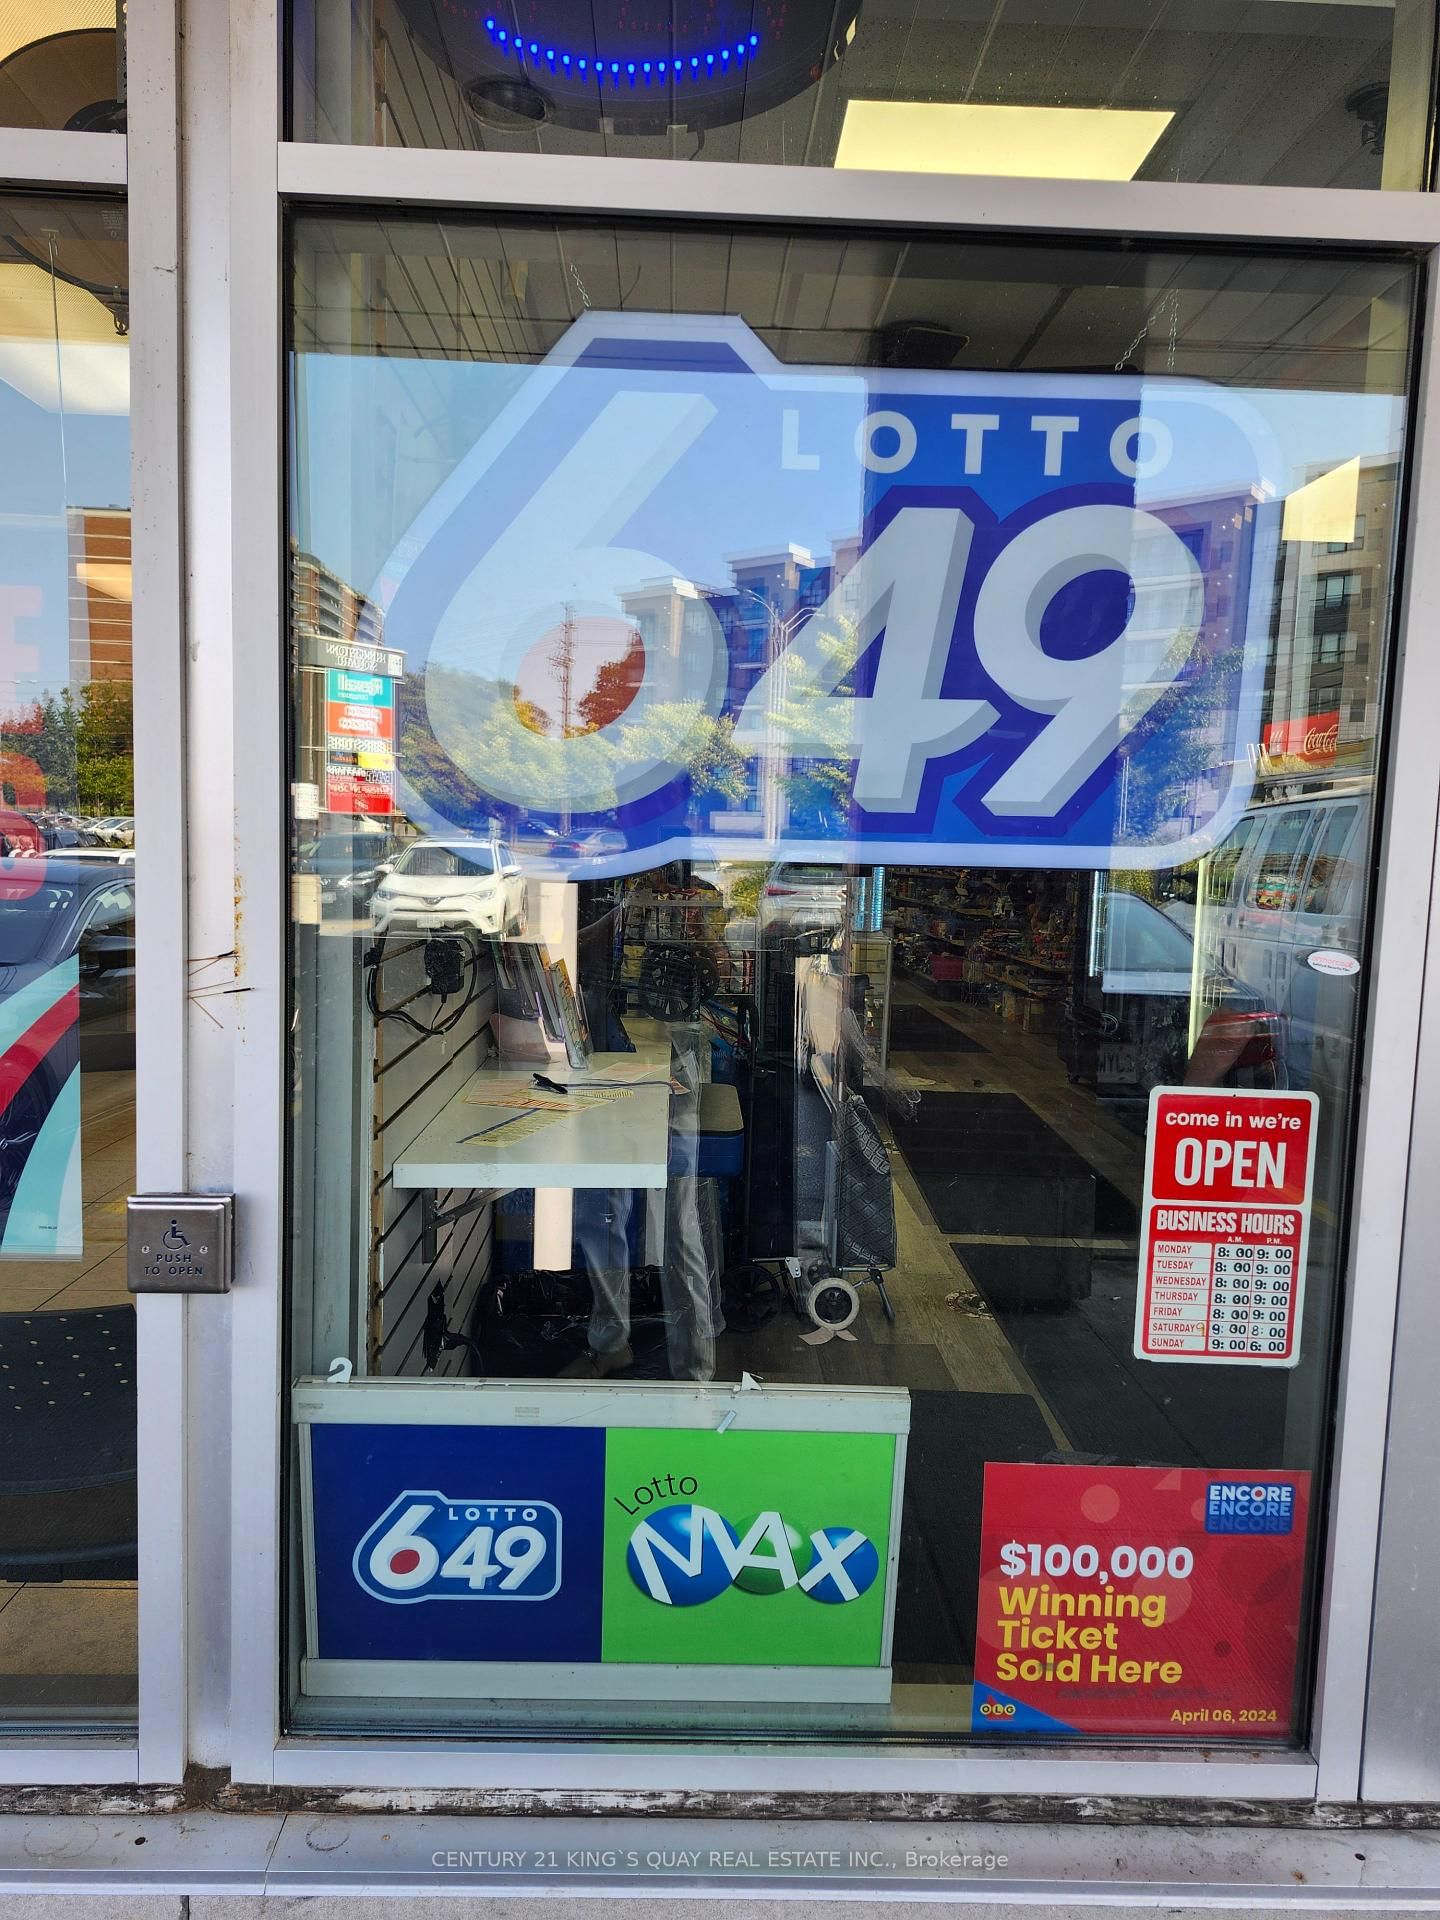 LOTTO
649
Coca-Cola
come in we're
OPEN
BUSINESS HOURS
A.M. P.M.
MONDAY 8:00 9:00
TUESDAY 8:00 9:00
WEDNESDAY 8:00 9:00
THURSDAY 8:00 9:00
FRIDAY 8:00 9:00
SATURDAY 9:00 8:00
SUNDAY 9:00 6:00
PUSH
TO OPEN
LOTTO
649
Lotto
MAX
ENCORE
ENCORE
ENCORE
$100,000
Winning
Ticket
Sold Here
OLG
April 06, 2024
CENTURY 21 KING`S QUAY REAL ESTATE INC., Brokerage